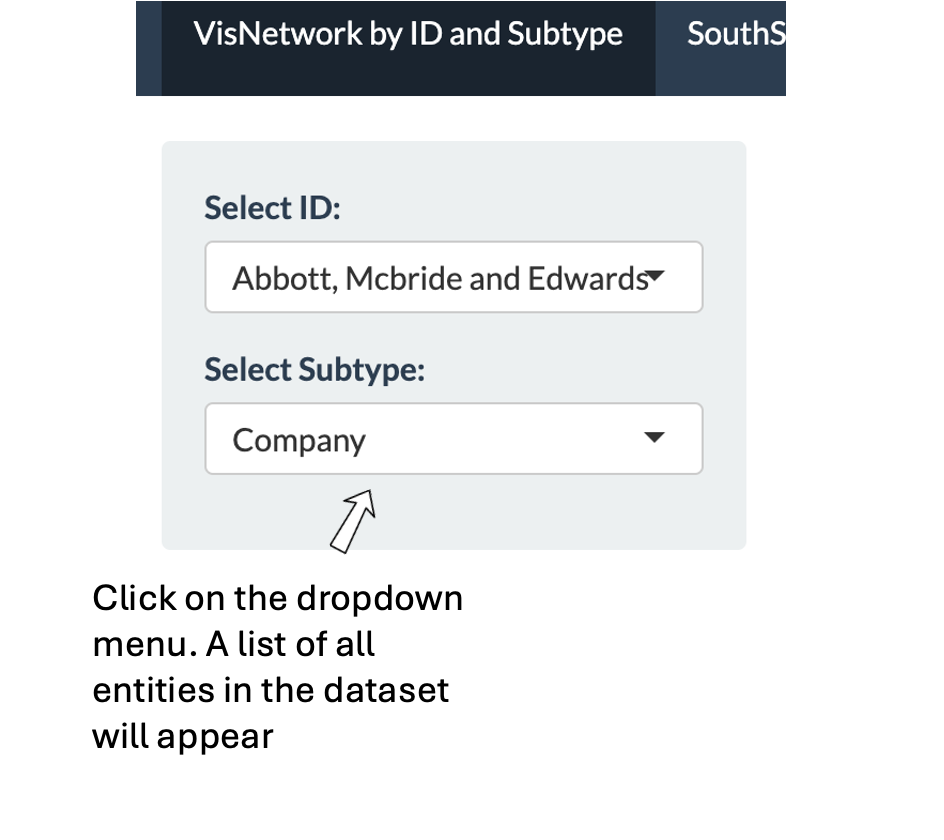 VisNetwork by ID and Subtype SouthS
Select ID:
Abbott, Mcbride and Edwards
Select Subtype:
Company
Click on the dropdown
menu. A list of all
entities in the dataset
will appear